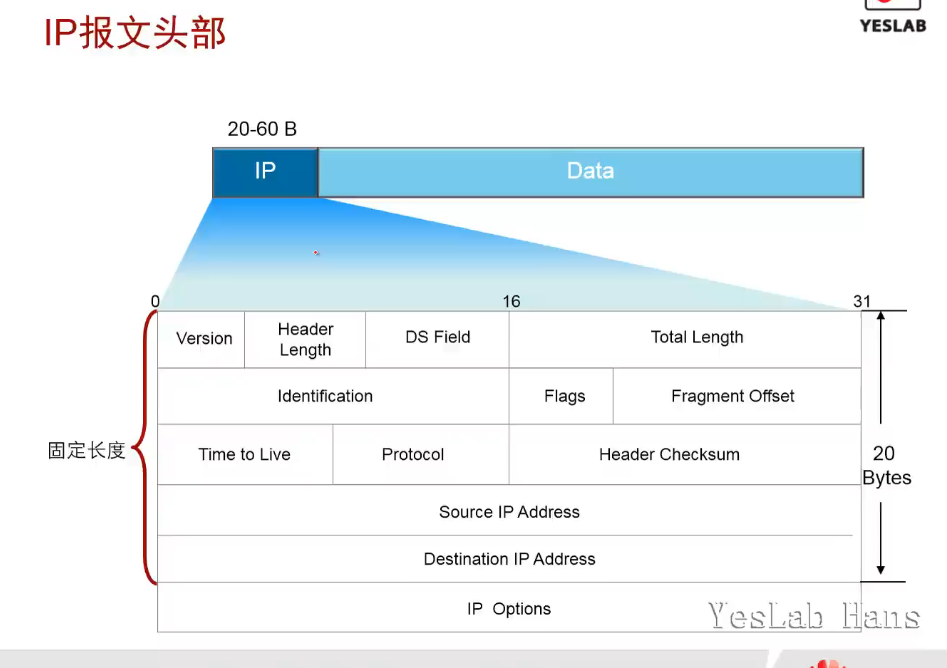 IP报文头部
YESLAB
20-60 B
IP
Data
0
16
31
Version
Header
Length
DS Field
Total Length
Identification
Flags
Fragment Offset
固定长度
Time to Live
Protocol
Header Checksum
20
Bytes
Source IP Address
Destination IP Address
IP Options
YesLab Hans